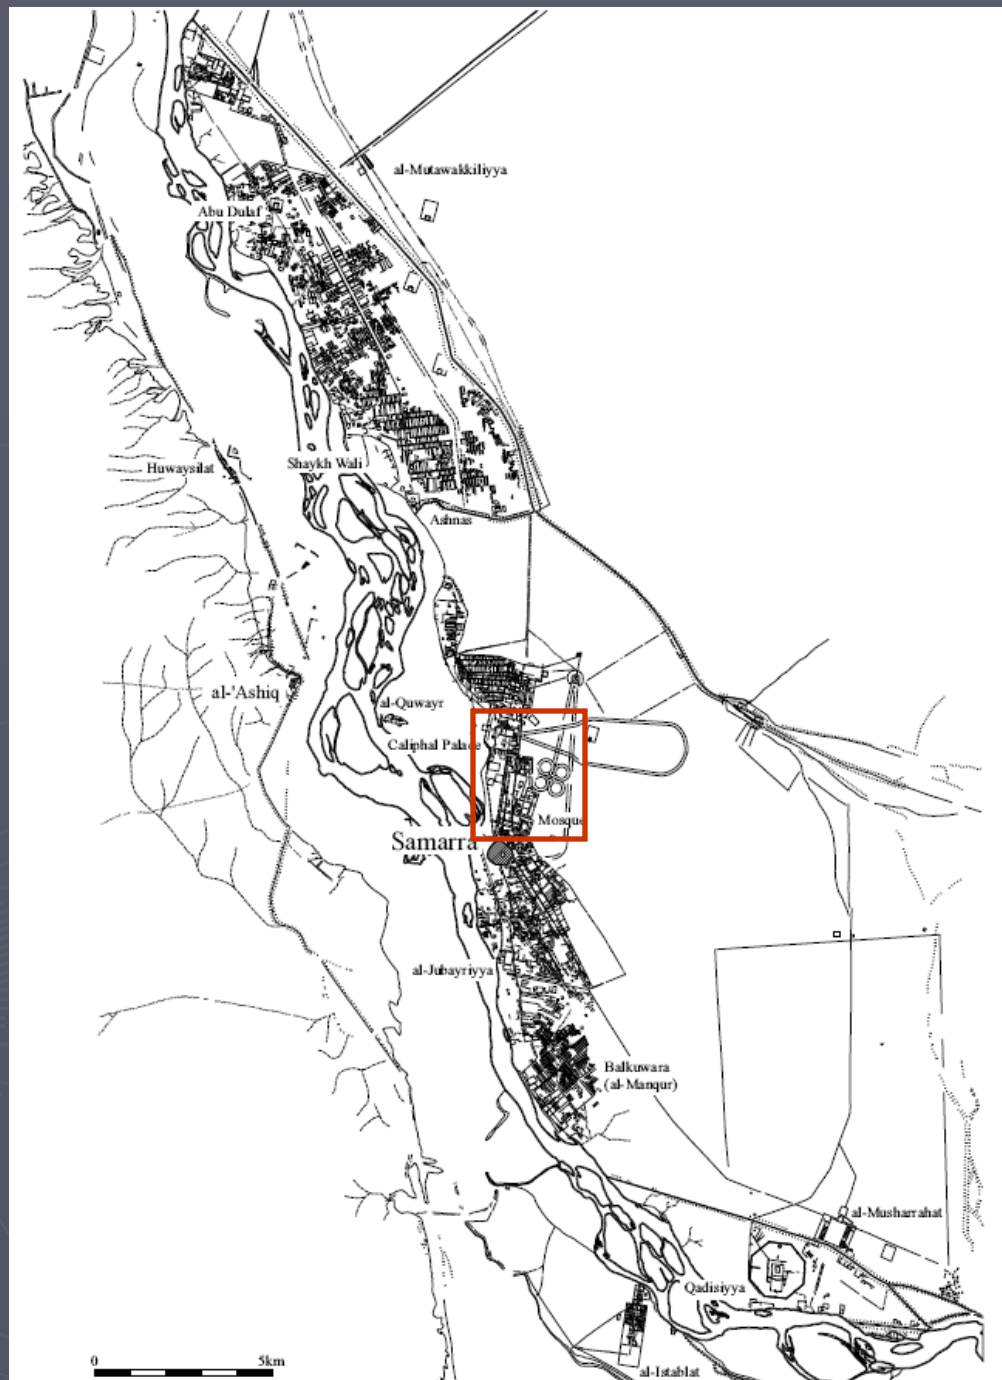 al-Mutawakkiliyya
Abu Dulaf
Huwaysilat
Shaykh Wali
Ashnas
al-'Ashiq
al-Quwayr
Caliphal Palace
Mosque
Samarra
al-Jubayriyya
Balkuwara
(al-Manqur)
al-Musharrahat
Qadisiyya
al-Istablat
0 5km